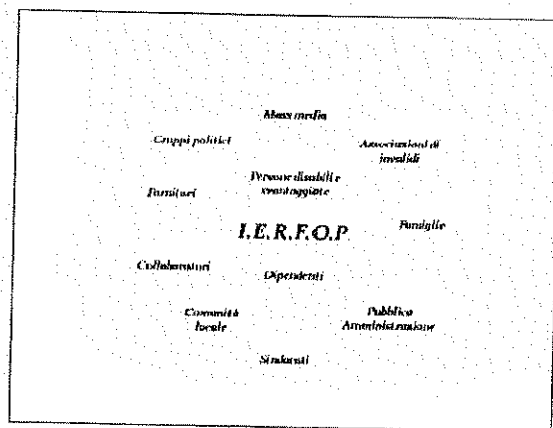 Mass media
Gruppi politici
Associazioni di
invalidi
Persone disabili e
svantaggiate
Fornitori
I.E.R.F.O.P
Famiglie
Collaboratori
Dipendenti
Comunità
locale
Pubblica
Amministrazione
Sindacati